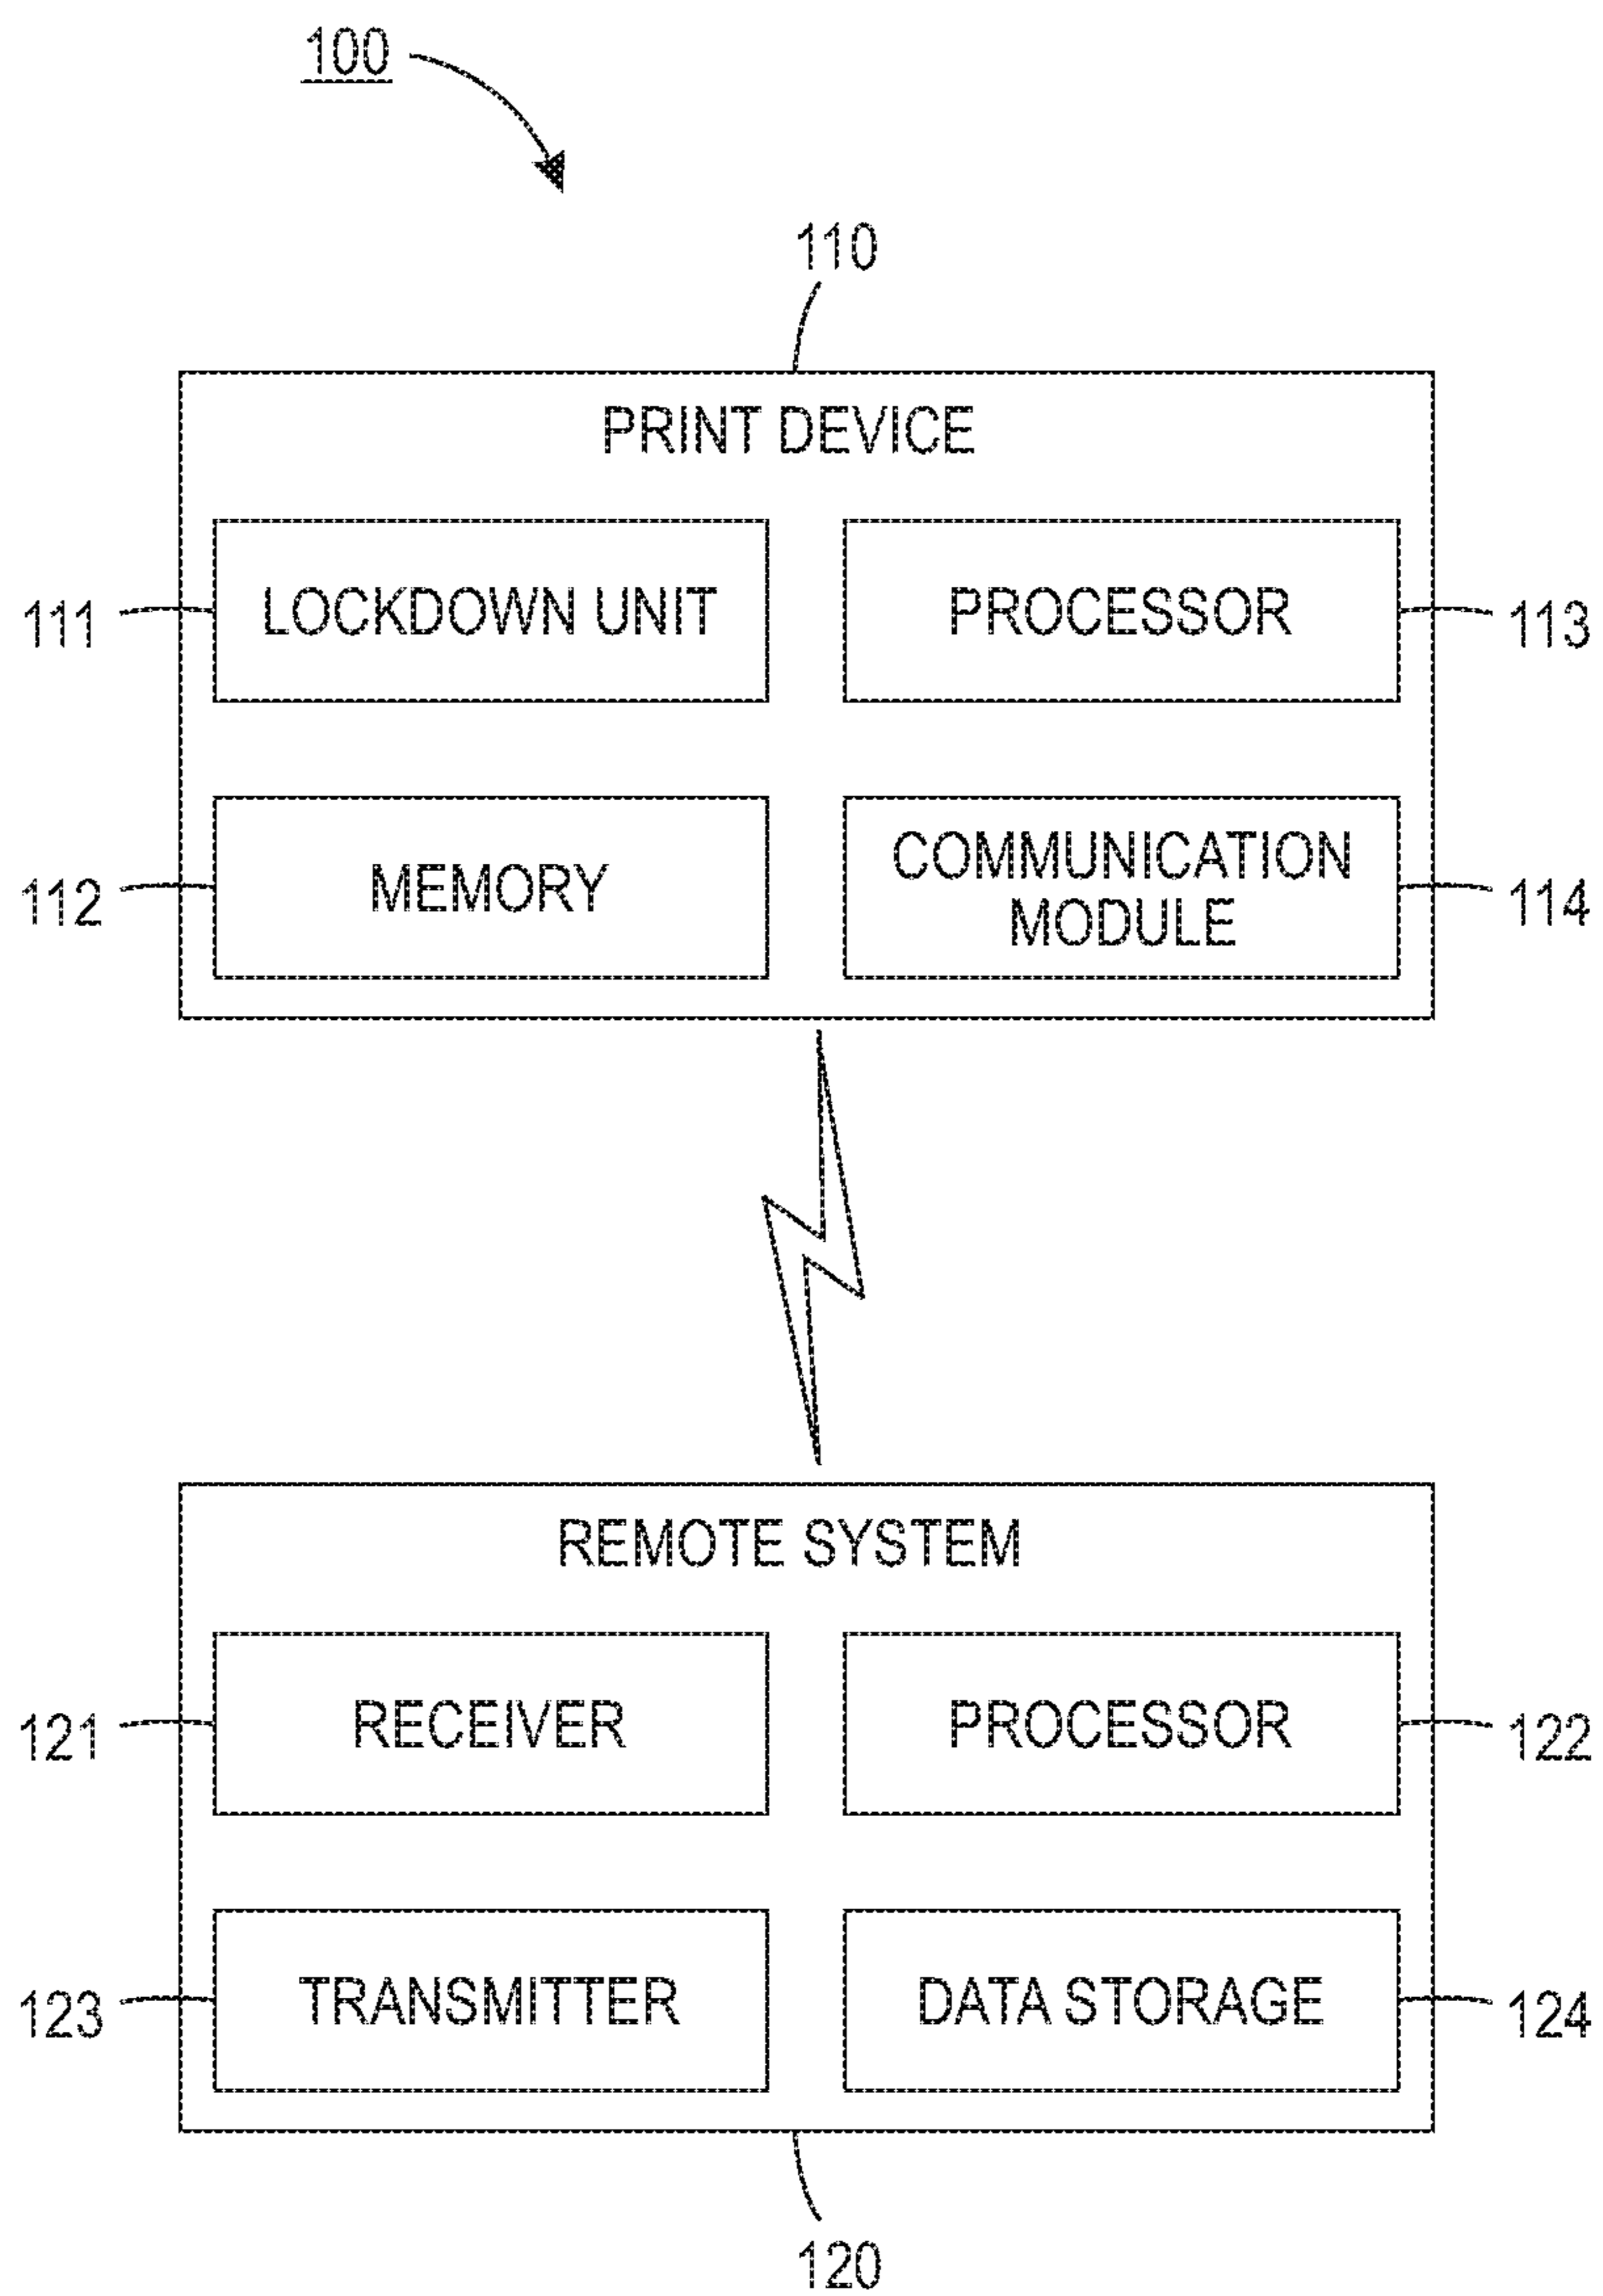 100
110
PRINT DEVICE
111
LOCKDOWN UNIT
PROCESSOR
113
112
MEMORY
COMMUNICATION
MODULE
114
REMOTE SYSTEM
121
RECEIVER
PROCESSOR
122
123
TRANSMITTER
DATA STORAGE
124
120